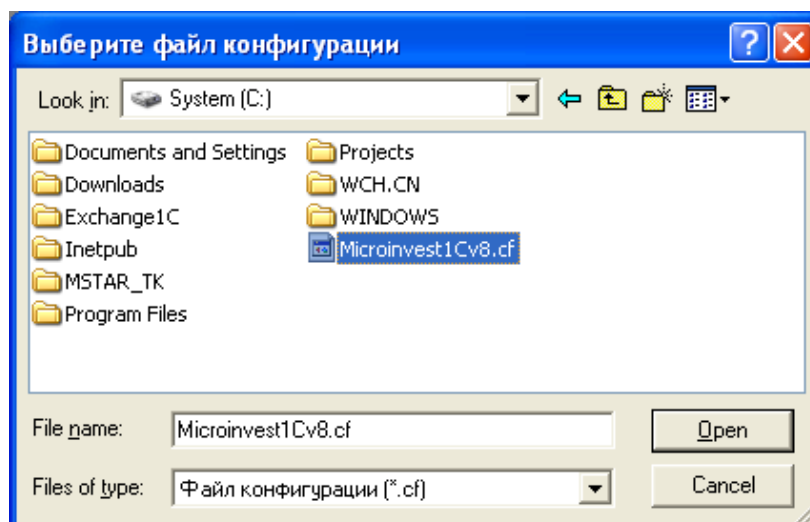 Выберите файл конфигурации
Look in: System (C:)
Documents and Settings
Downloads
Exchange1C
Inetpub
MSTAR_TK
Program Files
Projects
WCH.CN
WINDOWS
Microinvest1Cv8.cf
File name: Microinvest1Cv8.cf Open
Files of type: Файл конфигурации (*.cf) Cancel